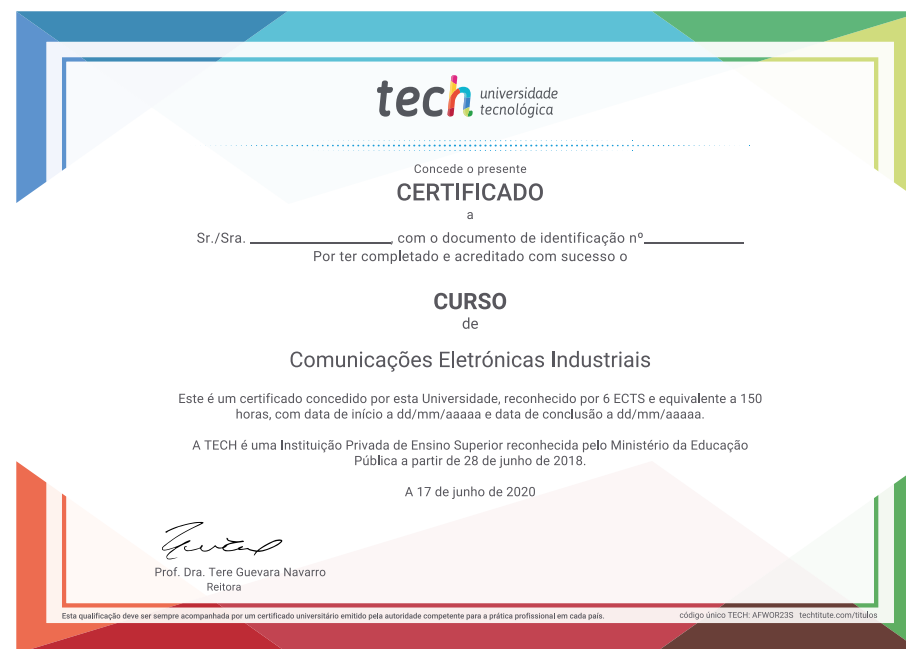 tech universidade
tecnológica
Concede o presente
CERTIFICADO
a
Sr./Sra. ____________________, com o documento de identificação nº______________
Por ter completado e acreditado com sucesso o
CURSO
de
Comunicações Eletrónicas Industriais
Este é um certificado concedido por esta Universidade, reconhecido por 6 ECTS e equivalente a 150
horas, com data de início a dd/mm/aaaaa e data de conclusão a dd/mm/aaaaa.
A TECH é uma Instituição Privada de Ensino Superior reconhecida pelo Ministério da Educação
Pública a partir de 28 de junho de 2018.
A 17 de junho de 2020
Prof. Dra. Tere Guevara Navarro
Reitora
Esta qualificação deve ser sempre acompanhada por um certificado universitário emitido pela autoridade competente para a prática profissional em cada país.
código único TECH: AFWOR23S techtitute.com/titulos